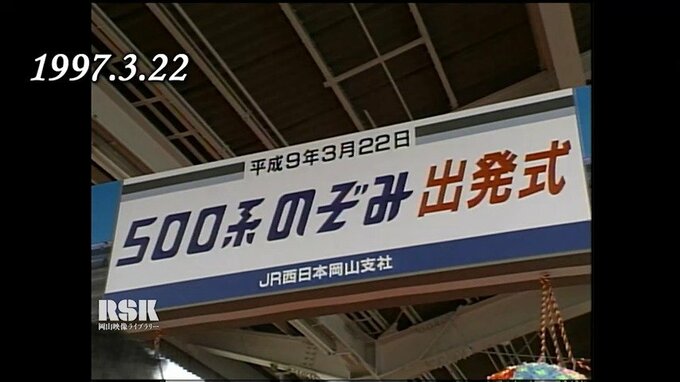 1997.3.22
平成9年3月22日
500系のぞみ出発式
JR西日本岡山支社
RSK
岡山映像ライブラリー